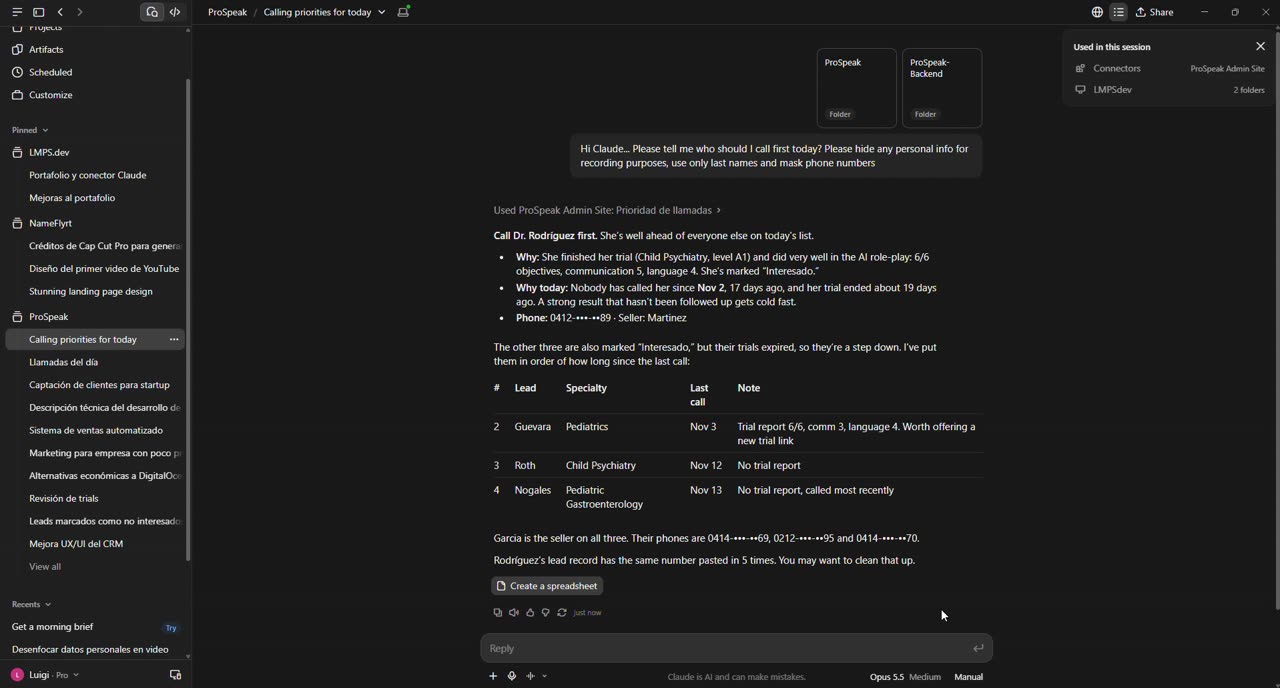 ProSpeak / Calling priorities for today
Share
Projects
Artifacts
Scheduled
Customize
Pinned
LMPS.dev
Portafolio y conector Claude
Mejoras al portafolio
NameFlyrt
Créditos de Cap Cut Pro para genera
Diseño del primer video de YouTube
Stunning landing page design
ProSpeak
Calling priorities for today
Llamadas del día
Captación de clientes para startup
Descripción técnica del desarrollo de
Sistema de ventas automatizado
Marketing para empresa con poco p
Alternativas económicas a DigitalOce
Revisión de trials
Leads marcados como no interesado
Mejora UX/UI del CRM
View all
Recents
Get a morning brief Try
Desenfocar datos personales en video
L Luigi · Pro
ProSpeak
Folder
ProSpeak-
Backend
Folder
Hi Claude... Please tell me who should I call first today? Please hide any personal info for
recording purposes, use only last names and mask phone numbers
Used ProSpeak Admin Site: Prioridad de llamadas
Call Dr. Rodríguez first. She's well ahead of everyone else on today's list.
• Why: She finished her trial (Child Psychiatry, level A1) and did very well in the AI role-play: 6/6
objectives, communication 5, language 4. She's marked "Interesado."
• Why today: Nobody has called her since Nov 2, 17 days ago, and her trial ended about 19 days
ago. A strong result that hasn't been followed up gets cold fast.
• Phone: 0412-•••-••89 · Seller: Martinez
The other three are also marked "Interesado," but their trials expired, so they're a step down. I've put
them in order of how long since the last call:
# Lead Specialty Last Note
call
2 Guevara Pediatrics Nov 3 Trial report 6/6, comm 3, language 4. Worth offering a
new trial link
3 Roth Child Psychiatry Nov 12 No trial report
4 Nogales Pediatric Nov 13 No trial report, called most recently
Gastroenterology
Garcia is the seller on all three. Their phones are 0414-•••-••69, 0212-•••-••95 and 0414-•••-••70.
Rodríguez's lead record has the same number pasted in 5 times. You may want to clean that up.
Create a spreadsheet
just now
Reply
Claude is AI and can make mistakes.
Opus 5.5 Medium Manual
Used in this session
Connectors ProSpeak Admin Site
LMPSdev 2 folders